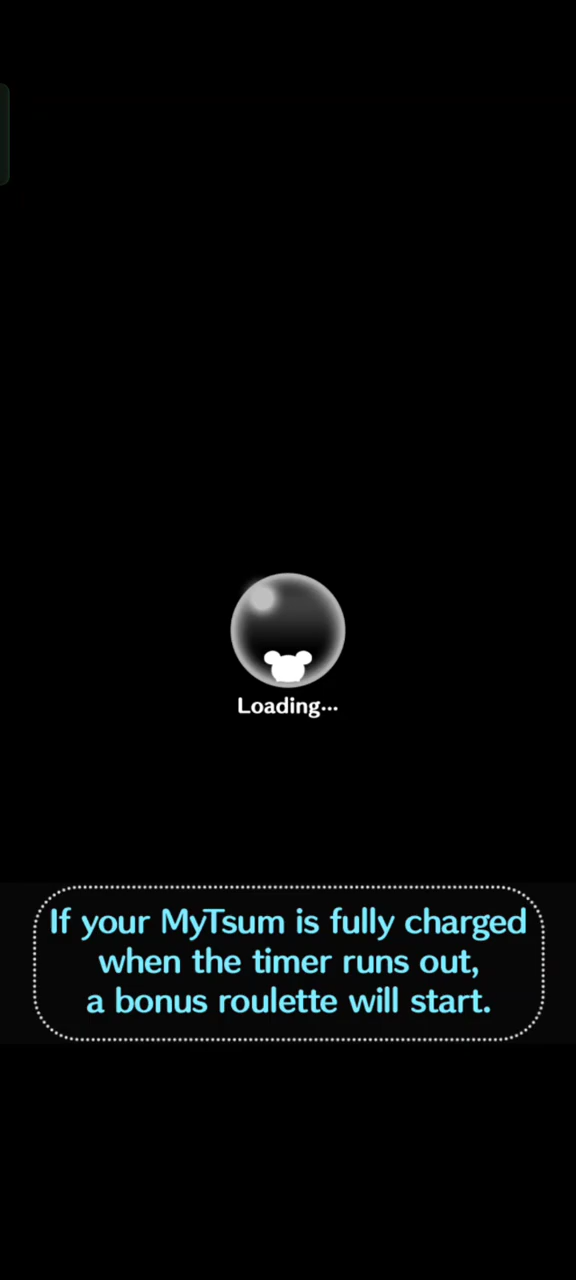 Loading···
If your MyTsum is fully charged
when the timer runs out,
a bonus roulette will start.